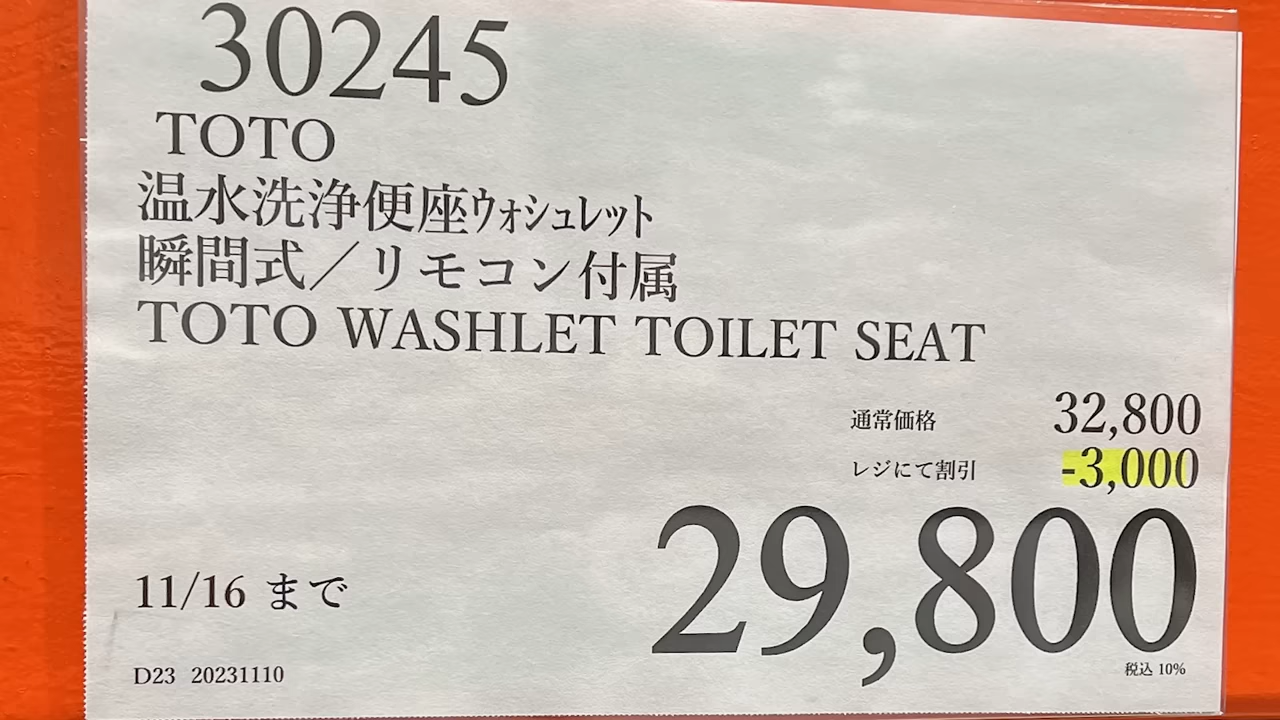 30245
TOTO
温水洗浄便座ｳｫｼｭﾚｯﾄ
瞬間式／リモコン付属
TOTO WASHLET TOILET SEAT
通常価格 32,800
レジにて割引 -3,000
29,800
11/16 まで
税込 10%
D23 20231110